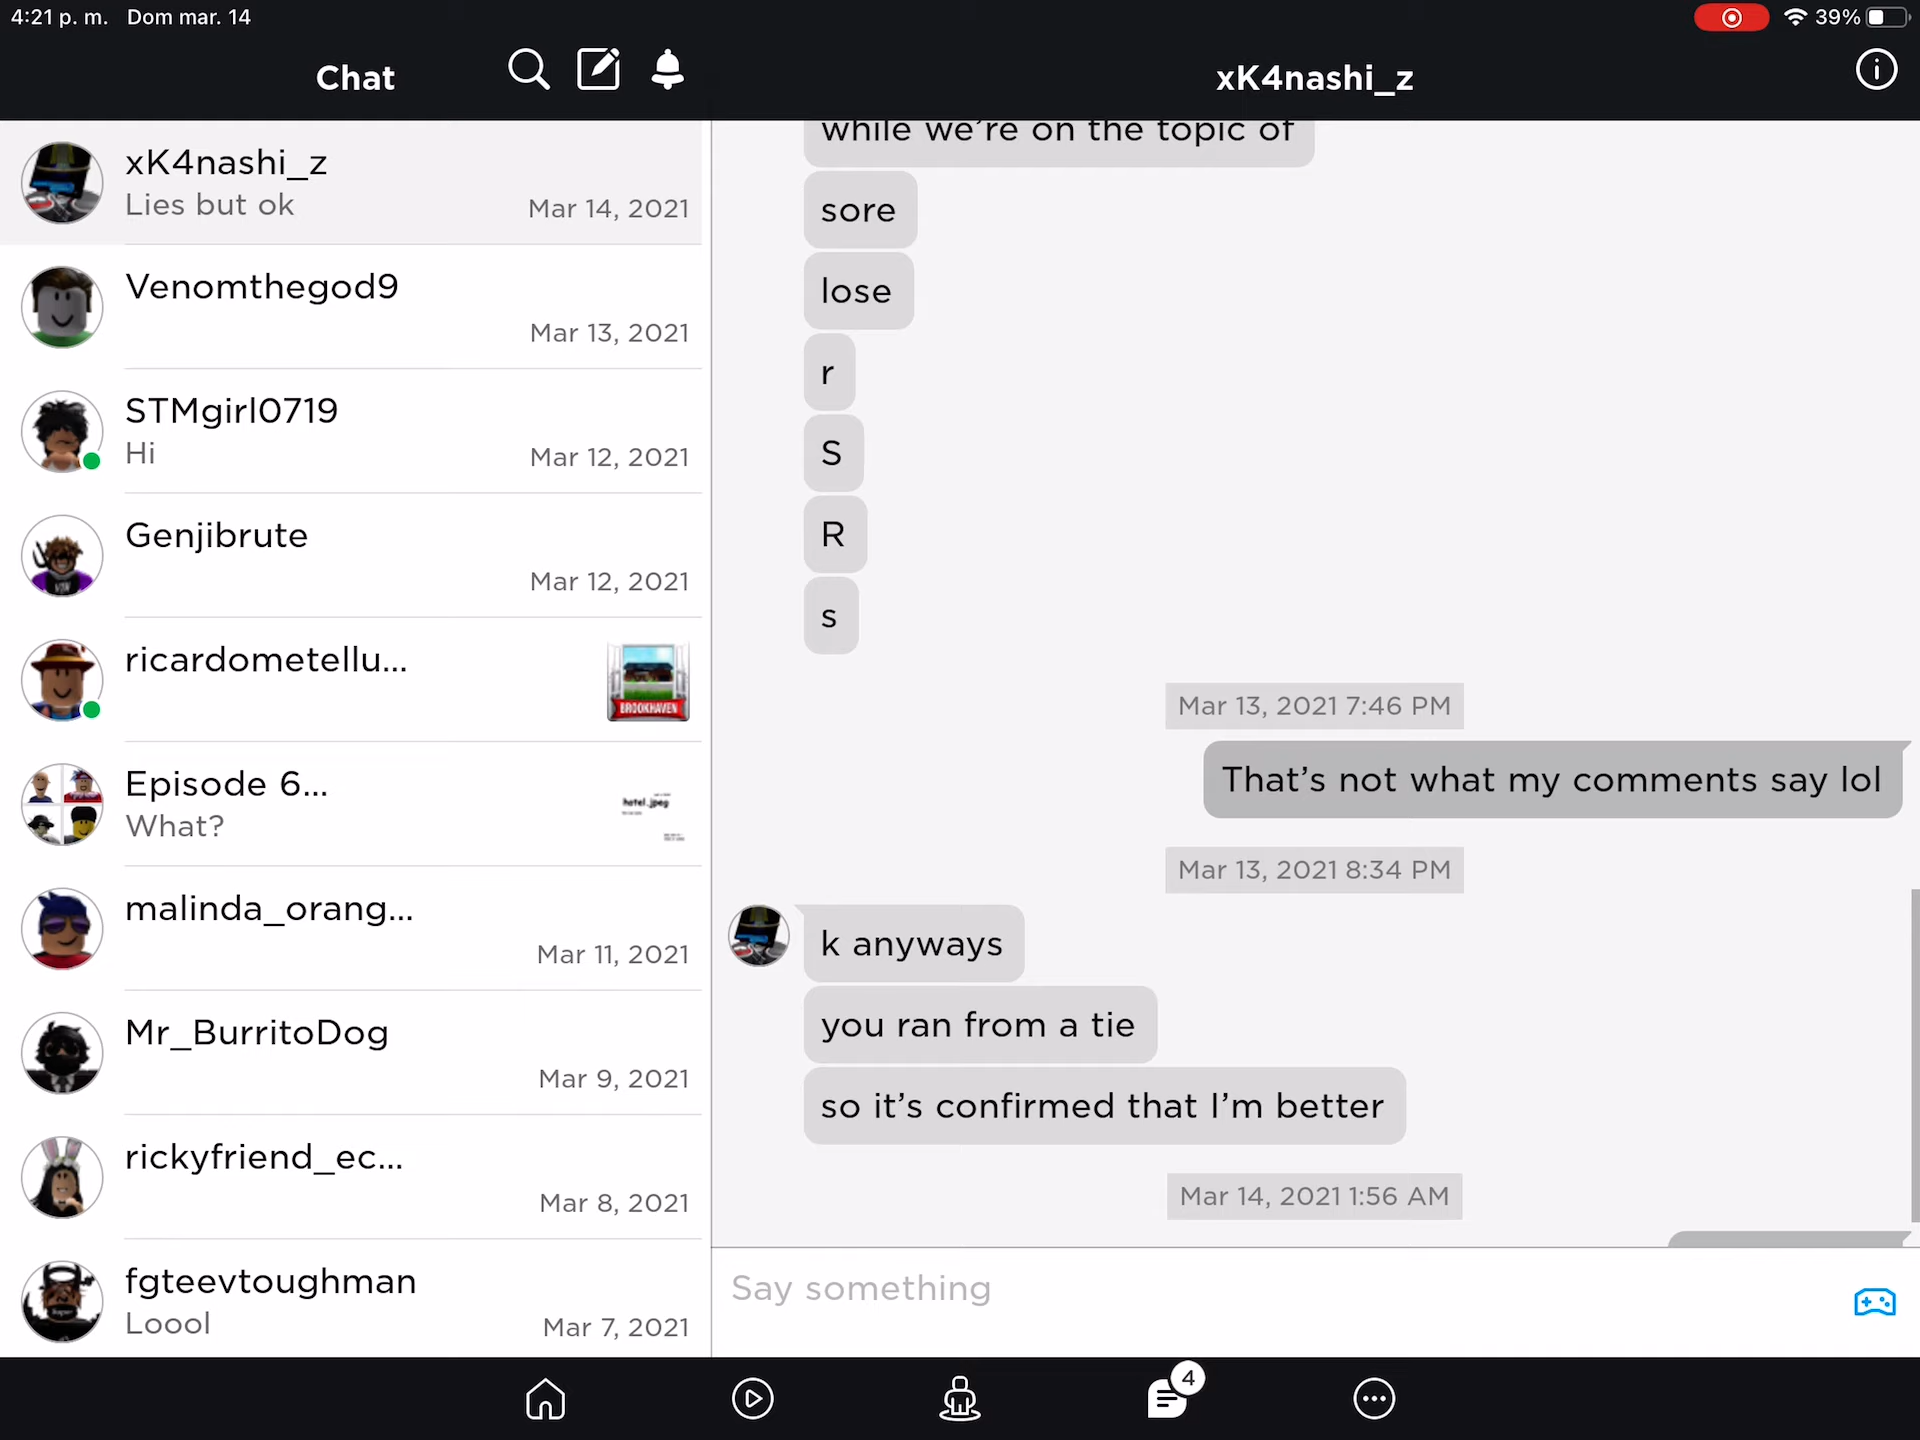 4:21 p. m. Dom mar. 14
39%
Chat
xK4nashi_z
xK4nashi_z
Lies but ok
Mar 14, 2021
Venomthegod9
Mar 13, 2021
STMgirl0719
Hi
Mar 12, 2021
Genjibrute
Mar 12, 2021
ricardometellu...
BROOKHAVEN
Episode 6...
What?
hotel.jpeg
malinda_orang...
Mar 11, 2021
Mr_BurritoDog
Mar 9, 2021
rickyfriend_ec...
Mar 8, 2021
fgteevtoughman
Loool
Mar 7, 2021
while we're on the topic of
sore
lose
r
S
R
s
Mar 13, 2021 7:46 PM
That's not what my comments say lol
Mar 13, 2021 8:34 PM
k anyways
you ran from a tie
so it's confirmed that I'm better
Mar 14, 2021 1:56 AM
Say something
4